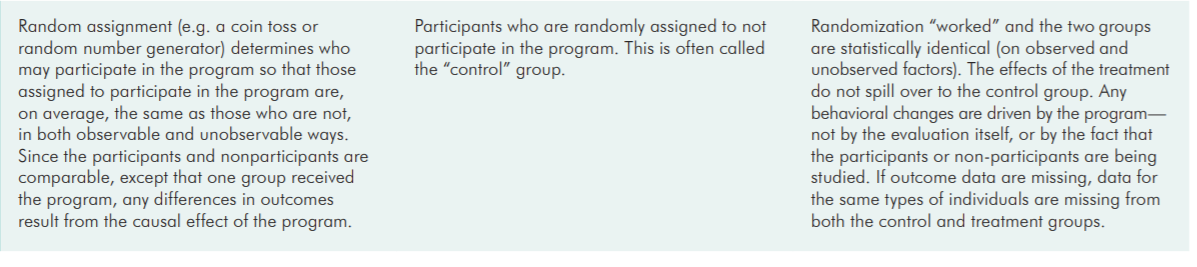 Random assignment (e.g. a coin toss or
random number generator) determines who
may participate in the program so that those
assigned to participate in the program are,
on average, the same as those who are not,
in both observable and unobservable ways.
Since the participants and nonparticipants are
comparable, except that one group received
the program, any differences in outcomes
result from the causal effect of the program.
Participants who are randomly assigned to not
participate in the program. This is often called
the “control” group.
Randomization “worked” and the two groups
are statistically identical (on observed and
unobserved factors). The effects of the treatment
do not spill over to the control group. Any
behavioral changes are driven by the program—
not by the evaluation itself, or by the fact that
the participants or non-participants are being
studied. If outcome data are missing, data for
the same types of individuals are missing from
both the control and treatment groups.